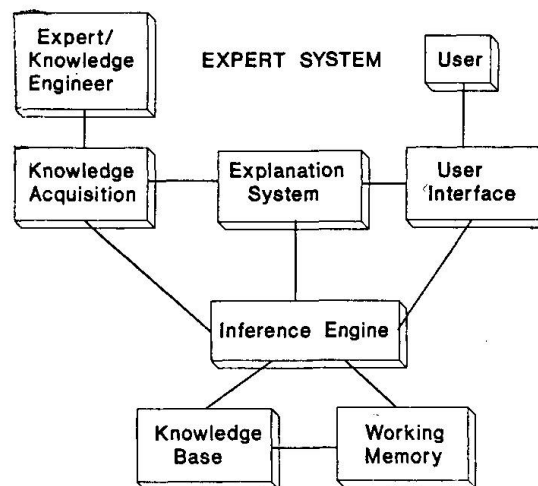 Expert/
Knowledge
Engineer
EXPERT SYSTEM
User
Knowledge
Acquisition
Explanation
System
User
Interface
Inference Engine
Knowledge
Base
Working
Memory